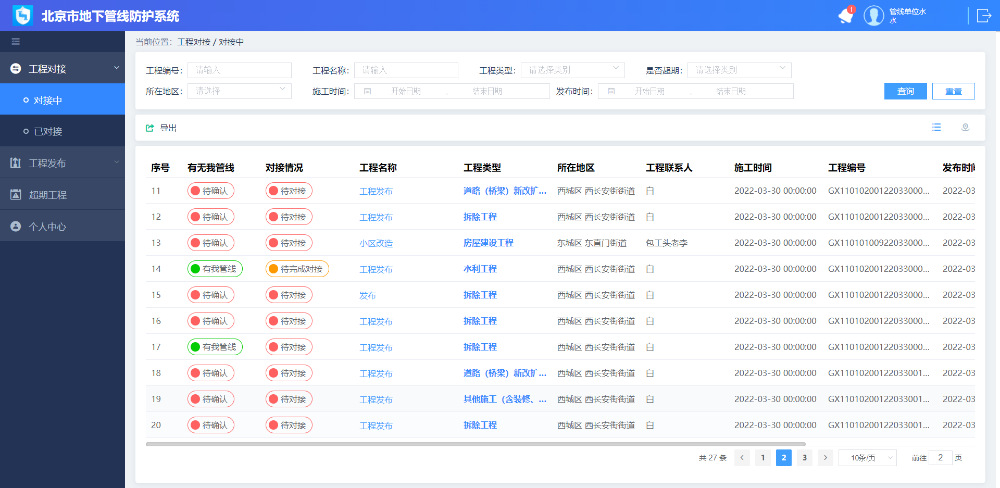 北京市地下管线防护系统
1
管线单位水
水
当前位置： 工程对接 / 对接中
工程对接
对接中
已对接
工程发布
超期工程
个人中心
工程编号： 请输入 工程名称： 请输入 工程类型： 请选择类别 是否超期： 请选择类别
所在地区： 请选择 施工时间： 开始日期 - 结束日期 发布时间： 开始日期 - 结束日期 查询 重置
导出
序号 有无我管线 对接情况 工程名称 工程类型 所在地区 工程联系人 施工时间 工程编号 发布时间
11 待确认 待对接 工程发布 道路（桥梁）新改扩... 西城区 西长安街街道 白 2022-03-30 00:00:00 GX11010200122033000... 2022-03
12 待确认 待对接 工程发布 拆除工程 西城区 西长安街街道 白 2022-03-30 00:00:00 GX11010200122033000... 2022-03
13 待确认 待对接 小区改造 房屋建设工程 东城区 东直门街道 包工头老李 2022-03-30 00:00:00 GX11010100922033000... 2022-03
14 有我管线 待完成对接 工程发布 水利工程 西城区 西长安街街道 白 2022-03-30 00:00:00 GX11010200122033000... 2022-03
15 待确认 待对接 发布 拆除工程 西城区 西长安街街道 白 2022-03-30 00:00:00 GX11010200122033000... 2022-03
16 待确认 待对接 工程发布 拆除工程 西城区 西长安街街道 白 2022-03-30 00:00:00 GX11010200122033000... 2022-03
17 有我管线 待对接 工程发布 拆除工程 西城区 西长安街街道 白 2022-03-30 00:00:00 GX11010200122033000... 2022-03
18 待确认 待对接 工程发布 道路（桥梁）新改扩... 西城区 西长安街街道 白 2022-03-30 00:00:00 GX11010200122033001... 2022-03
19 待确认 待对接 工程发布 其他施工（含装修、... 西城区 西长安街街道 白 2022-03-30 00:00:00 GX11010200122033001... 2022-03
20 待确认 待对接 工程发布 拆除工程 西城区 西长安街街道 白 2022-03-30 00:00:00 GX11010200122033001... 2022-03
共 27 条 1 2 3 10条/页 前往 2 页